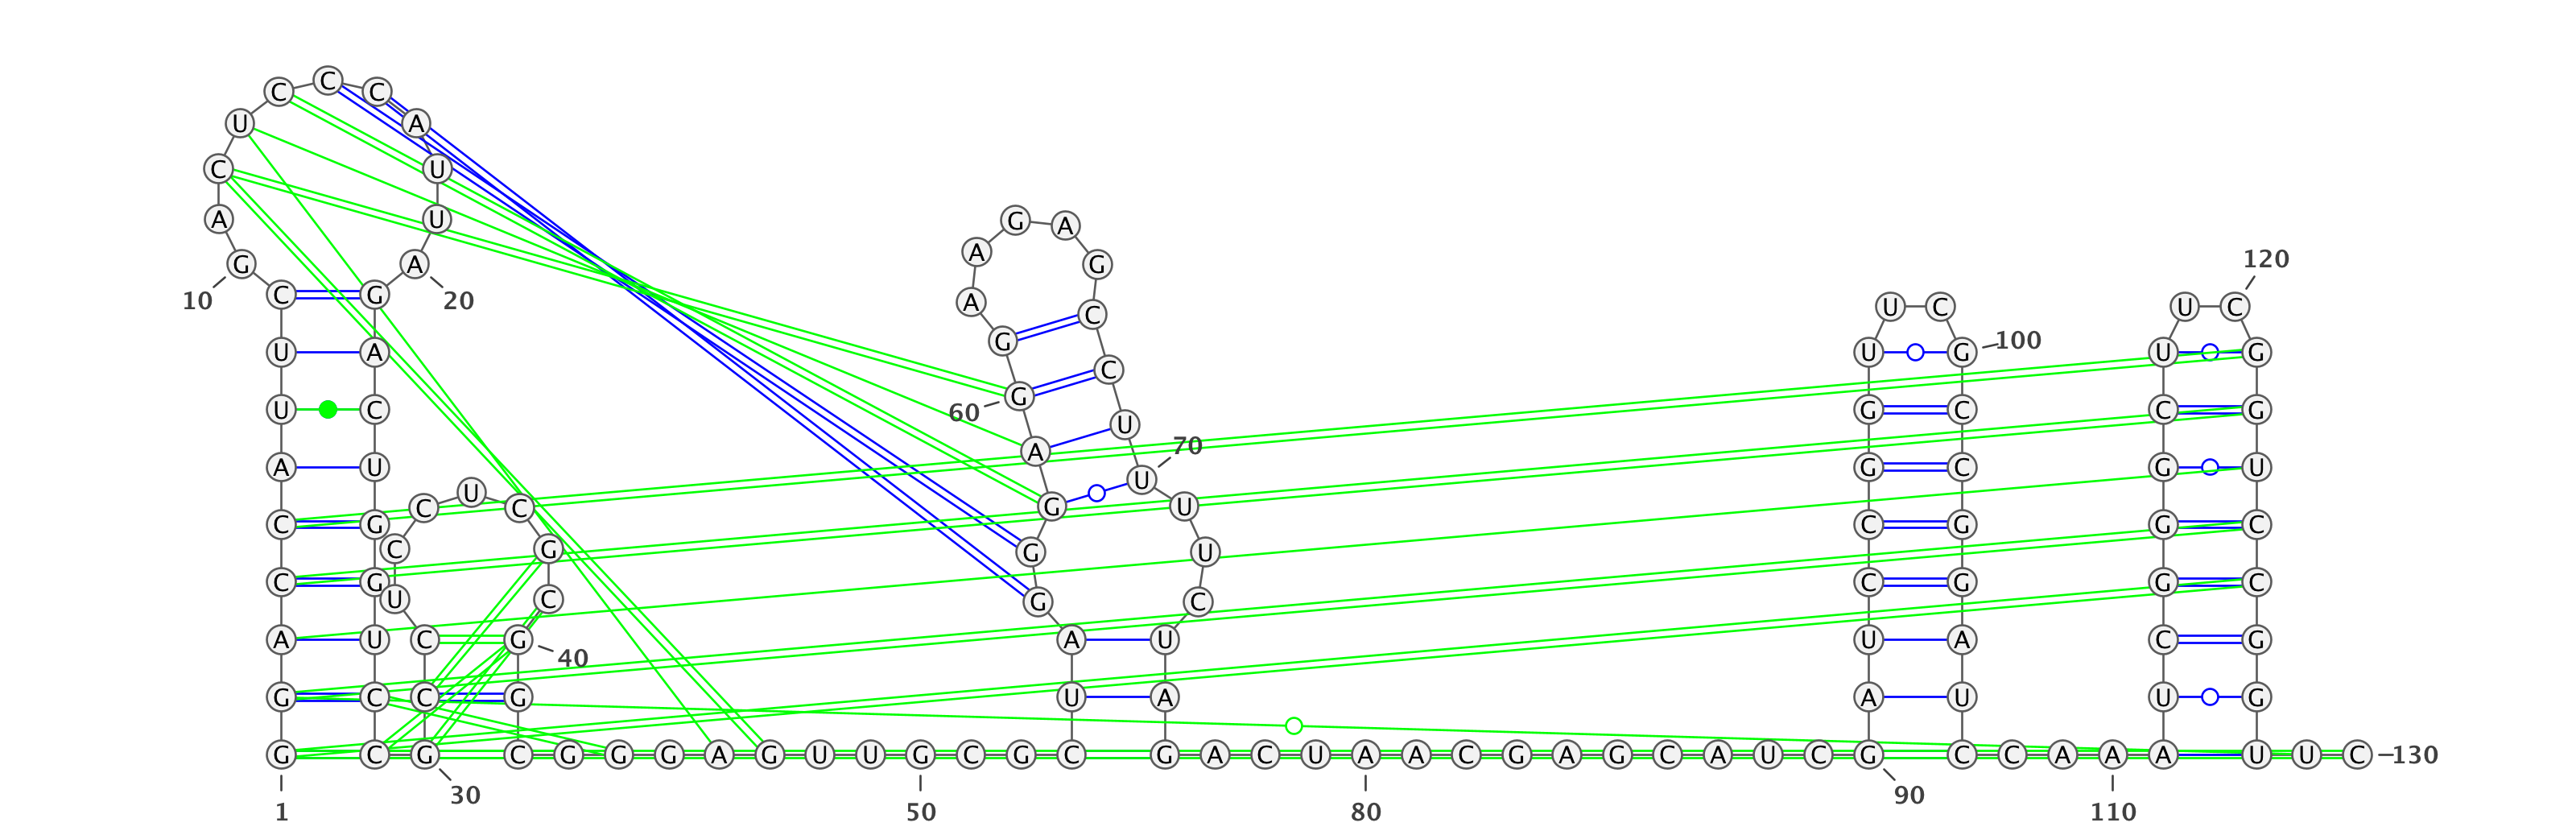 G G A C C A U U C G
A C U C C C A U U A
G A C U G G U C C G
C C U C C U C G C G
G C G G G A G U U G
C G C U A G G G A G
G A A G A G C C U U
U U C U A G A C U A
A C G A G C A U C G
A U C C G G U U C G
C C G G A U C C A A
A U C G G G C U U C
G G U C C G G U U C
1
10
20
30
40
50
60
70
80
90
100
110
120
130